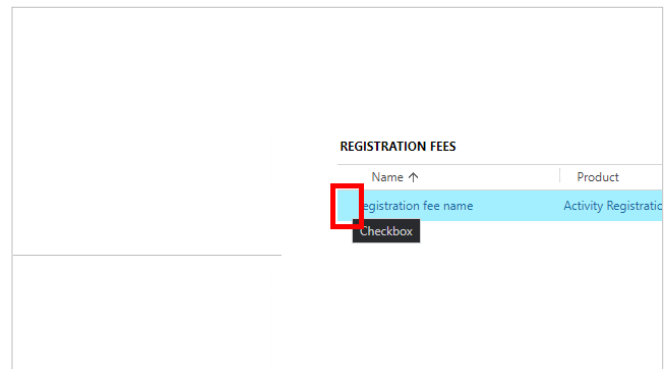 REGISTRATION FEES
Name ↑ Product
egistration fee name Activity Registratio
Checkbox